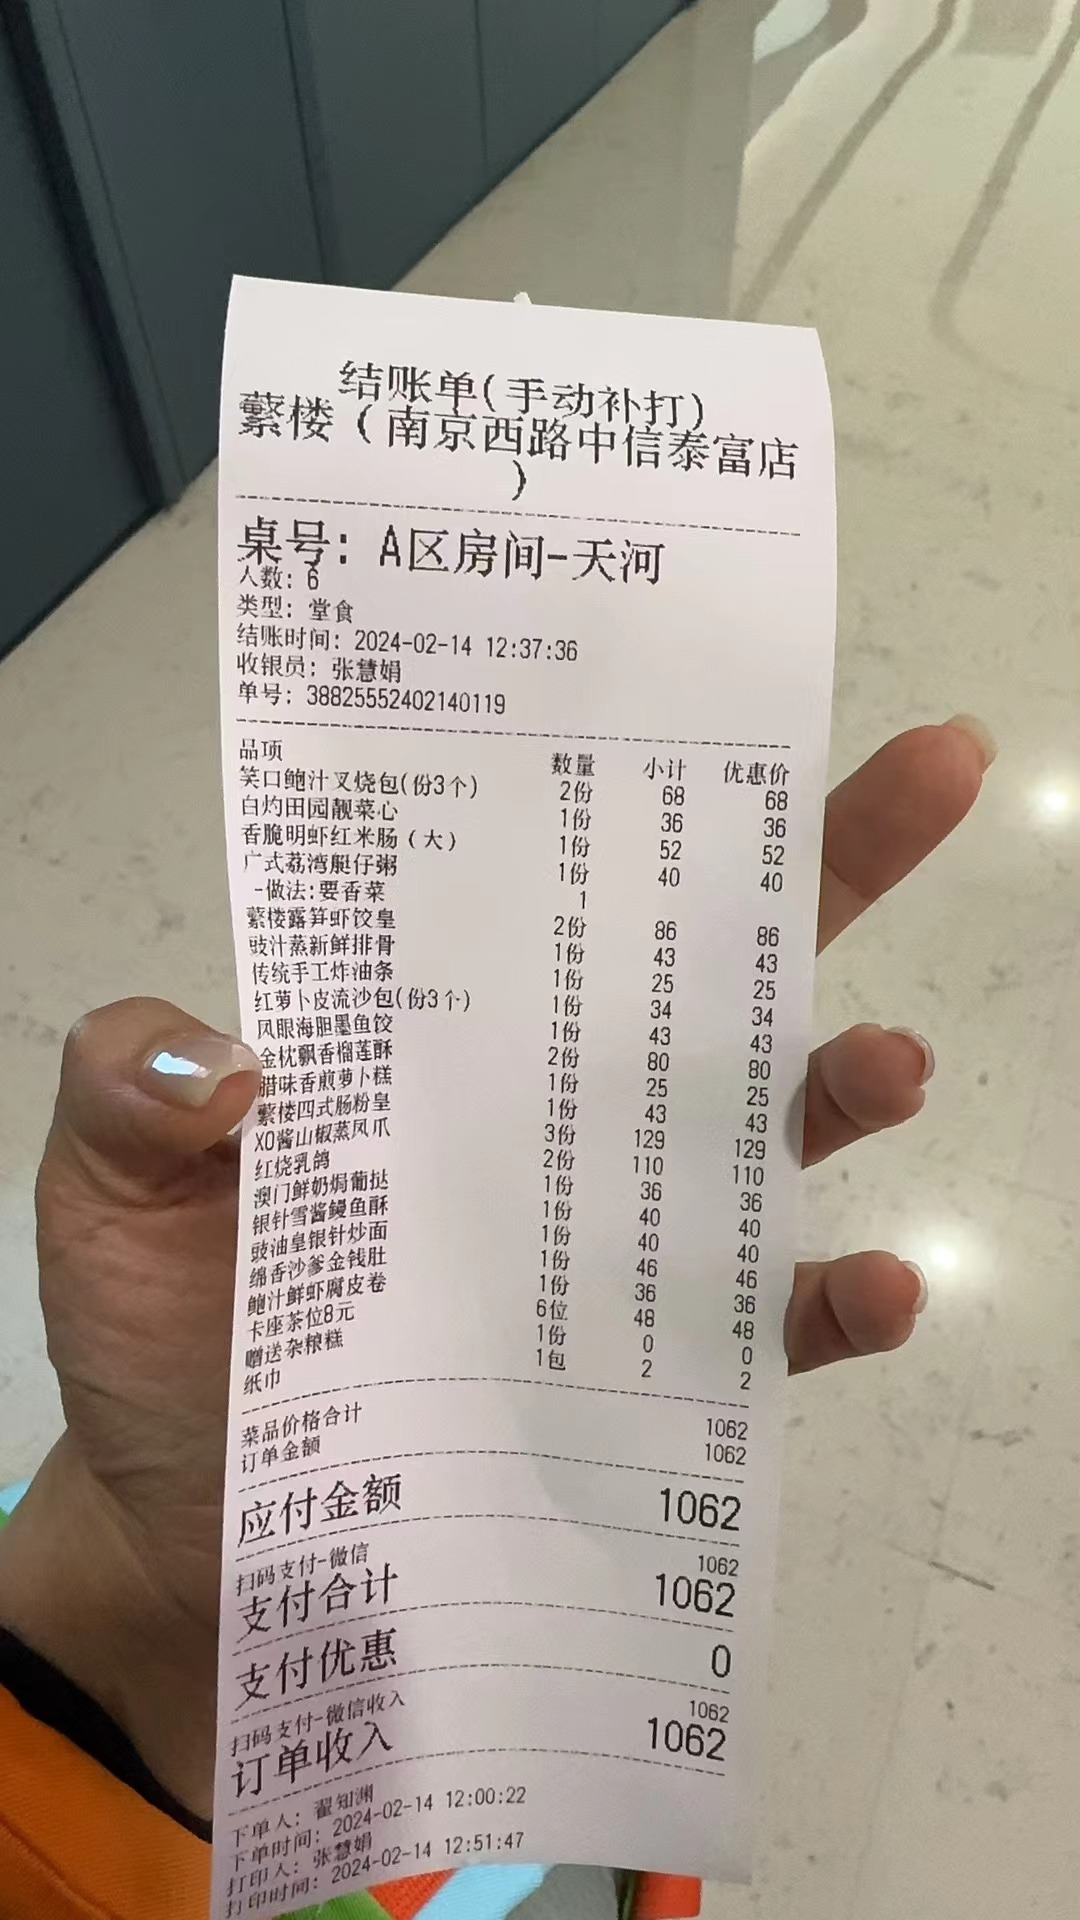 结账单(手动补打)
蘩楼（南京西路中信泰富店
）
桌号: A区房间-天河
人数: 6
类型: 堂食
结账时间: 2024-02-14 12:37:36
收银员: 张慧娟
单号: 38825552402140119
品项 数量 小计 优惠价
笑口鲍汁叉烧包(份3个) 2份 68 68
白灼田园靓菜心 1份 36 36
香脆明虾红米肠（大） 1份 52 52
广式荔湾艇仔粥 1份 40 40
-做法:要香菜 1
蘩楼露笋虾饺皇 2份 86 86
豉汁蒸新鲜排骨 1份 43 43
传统手工炸油条 1份 25 25
红萝卜皮流沙包(份3个) 1份 34 34
凤眼海胆墨鱼饺 1份 43 43
金枕飘香榴莲酥 2份 80 80
腊味香煎萝卜糕 1份 25 25
蘩楼四式肠粉皇 1份 43 43
XO酱山椒蒸凤爪 3份 129 129
红烧乳鸽 2份 110 110
澳门鲜奶焗葡挞 1份 36 36
银针雪酱鳗鱼酥 1份 40 40
豉油皇银针炒面 1份 40 40
绵香沙爹金钱肚 1份 46 46
鲍汁鲜虾腐皮卷 1份 36 36
卡座茶位8元 6位 48 48
赠送杂粮糕 1份 0 0
纸巾 1包 2 2
菜品价格合计 1062
订单金额 1062
应付金额 1062
扫码支付-微信 1062
支付合计 1062
支付优惠 0
扫码支付-微信收入 1062
订单收入 1062
下单人: 翟知渊
下单时间: 2024-02-14 12:00:22
打印人: 张慧娟
打印时间: 2024-02-14 12:51:47